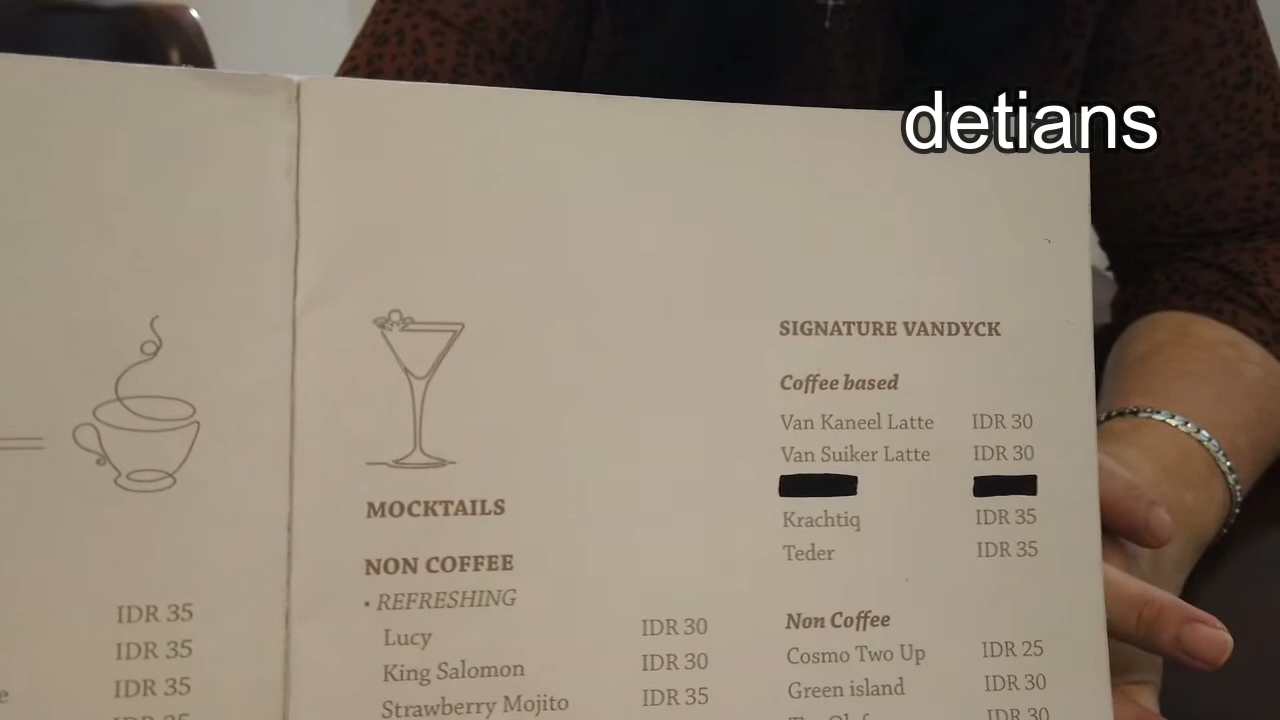 detians
IDR 35
IDR 35
IDR 35
MOCKTAILS
NON COFFEE
• REFRESHING
Lucy IDR 30
King Salomon IDR 30
Strawberry Mojito IDR 35
SIGNATURE VANDYCK
Coffee based
Van Kaneel Latte IDR 30
Van Suiker Latte IDR 30
Krachtiq IDR 35
Teder IDR 35
Non Coffee
Cosmo Two Up IDR 25
Green island IDR 30
IDR 30